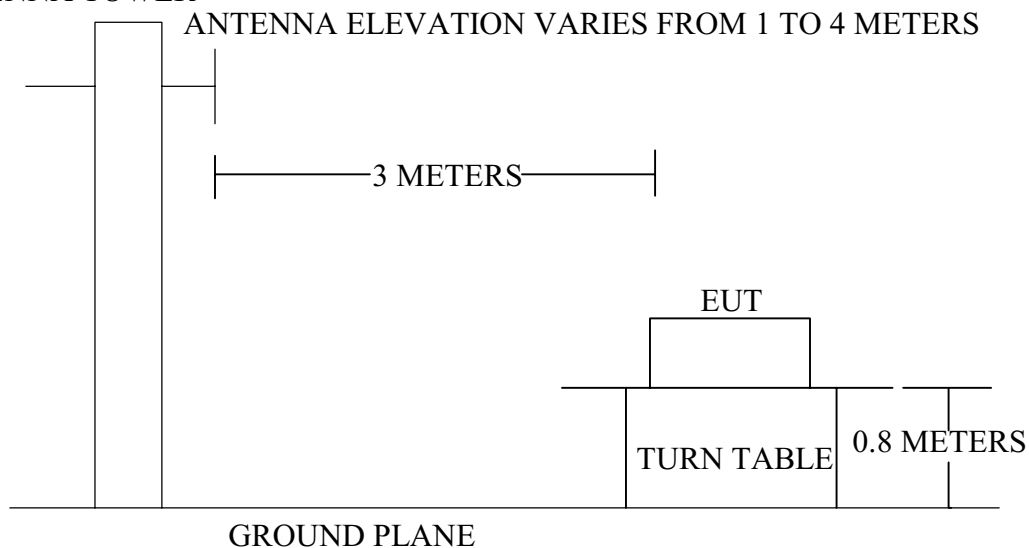 ANTENNA ELEVATION VARIES FROM 1 TO 4 METERS
3 METERS
EUT
0.8 METERS
TURN TABLE
GROUND PLANE